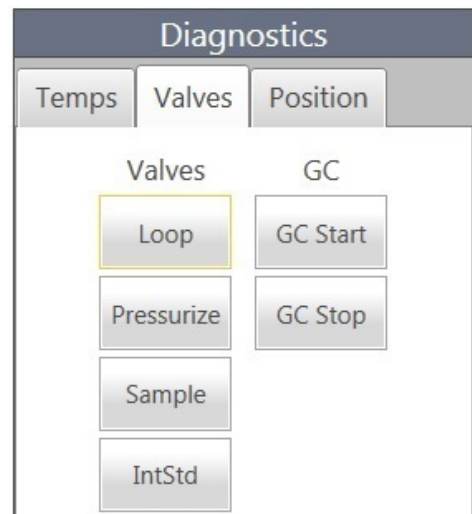 Diagnostics
Temps Valves Position
Valves GC
Loop GC Start
Pressurize GC Stop
Sample
IntStd